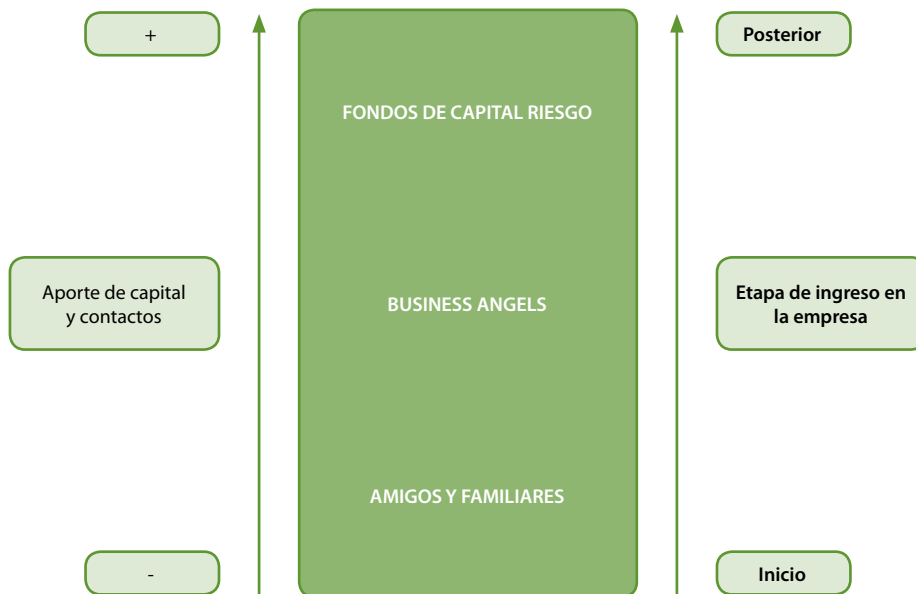 +
Posterior
FONDOS DE CAPITAL RIESGO
Aporte de capital
y contactos
BUSINESS ANGELS
Etapa de ingreso en
la empresa
AMIGOS Y FAMILIARES
-
Inicio